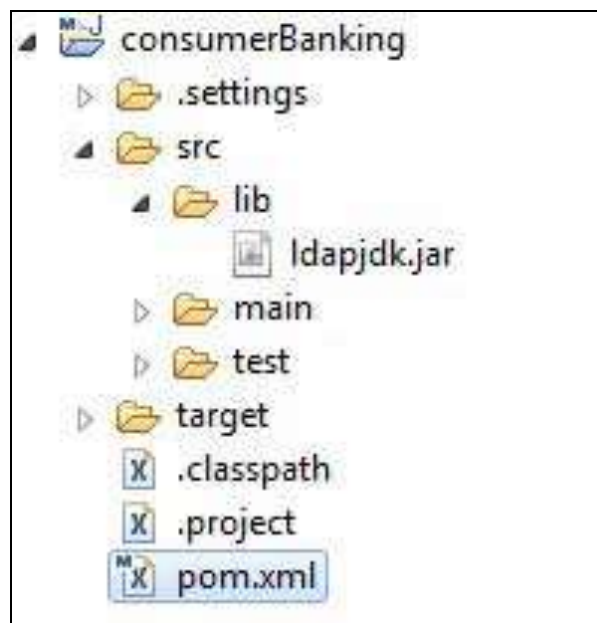 consumerBanking
.settings
src
lib
ldapjdk.jar
main
test
target
.classpath
.project
pom.xml